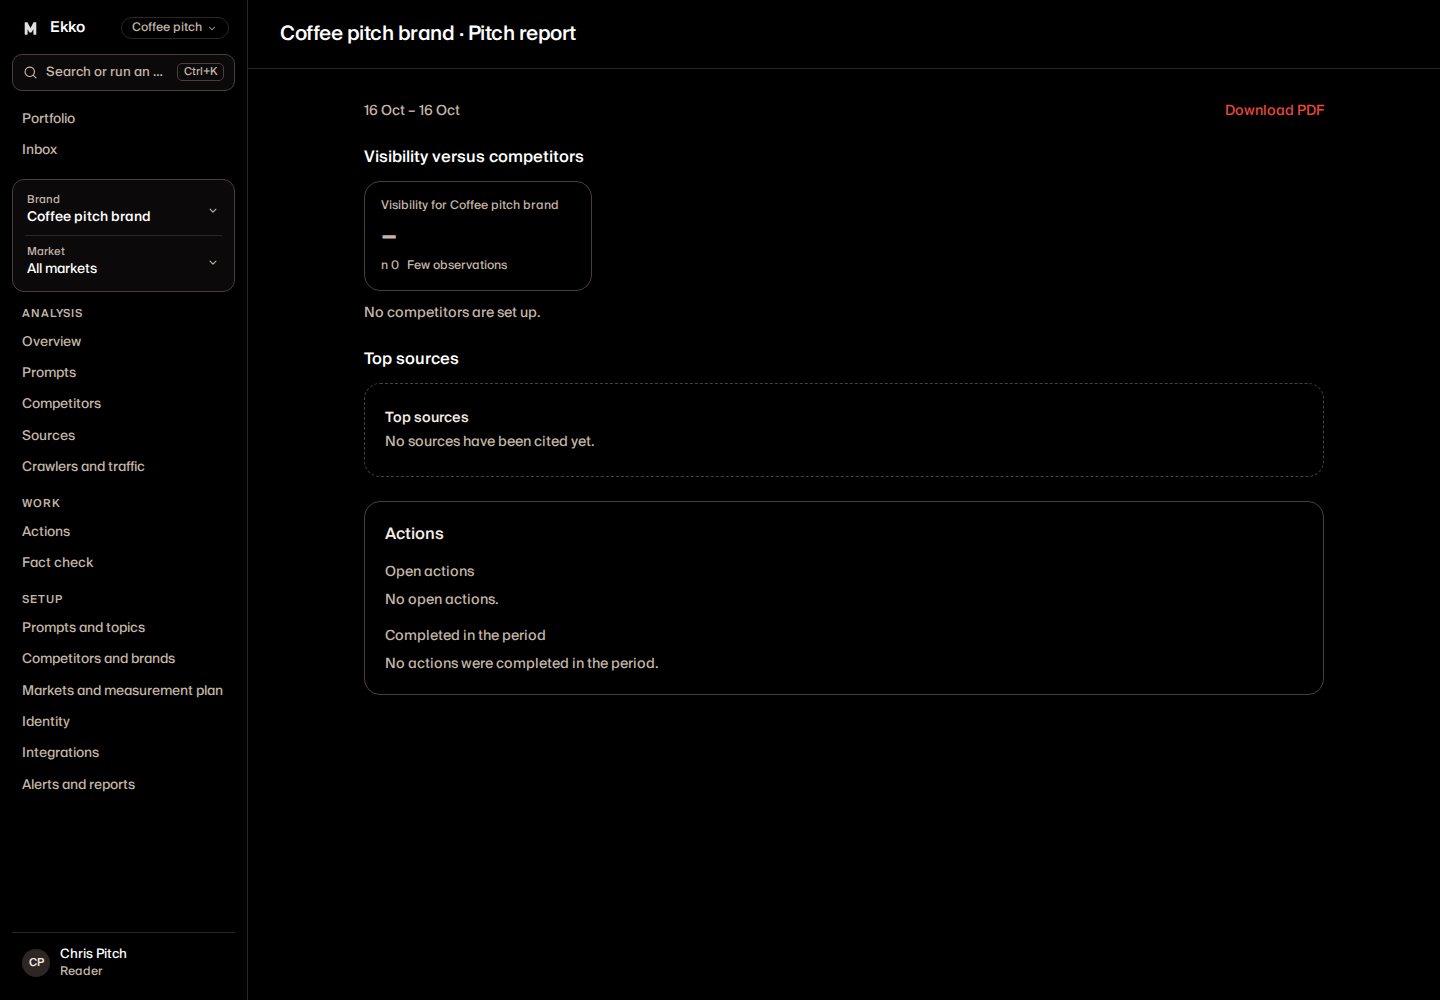 Ekko
Coffee pitch
Search or run an ...
Ctrl+K
Portfolio
Inbox
Brand
Coffee pitch brand
Market
All markets
ANALYSIS
Overview
Prompts
Competitors
Sources
Crawlers and traffic
WORK
Actions
Fact check
SETUP
Prompts and topics
Competitors and brands
Markets and measurement plan
Identity
Integrations
Alerts and reports
CP
Chris Pitch
Reader
Coffee pitch brand · Pitch report
16 Oct – 16 Oct
Download PDF
Visibility versus competitors
Visibility for Coffee pitch brand
–
n 0 Few observations
No competitors are set up.
Top sources
Top sources
No sources have been cited yet.
Actions
Open actions
No open actions.
Completed in the period
No actions were completed in the period.